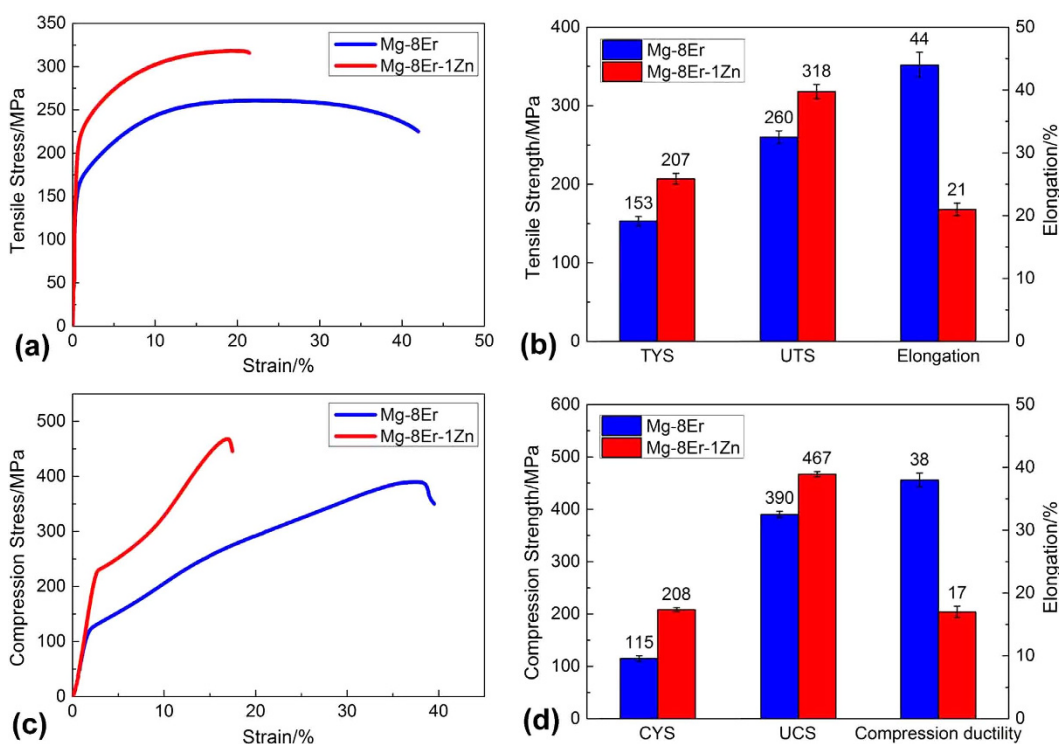 Tensile Stress/MPa
350
300
250
200
150
100
50
0
Mg-8Er
Mg-8Er-1Zn
0 10 20 30 40 50
Strain/%
(a)
Tensile Strength/MPa
400
300
200
100
0
Mg-8Er
Mg-8Er-1Zn
153 207 260 318 44 21
TYS UTS Elongation
50
40
30
20
10
0
Elongation/%
(b)
Compression Stress/MPa
500
400
300
200
100
0
Mg-8Er
Mg-8Er-1Zn
0 10 20 30 40
Strain/%
(c)
Compression Strength/MPa
600
500
400
300
200
100
0
Mg-8Er
Mg-8Er-1Zn
115 208 390 467 38 17
CYS UCS Compression ductility
50
40
30
20
10
0
Elongation/%
(d)